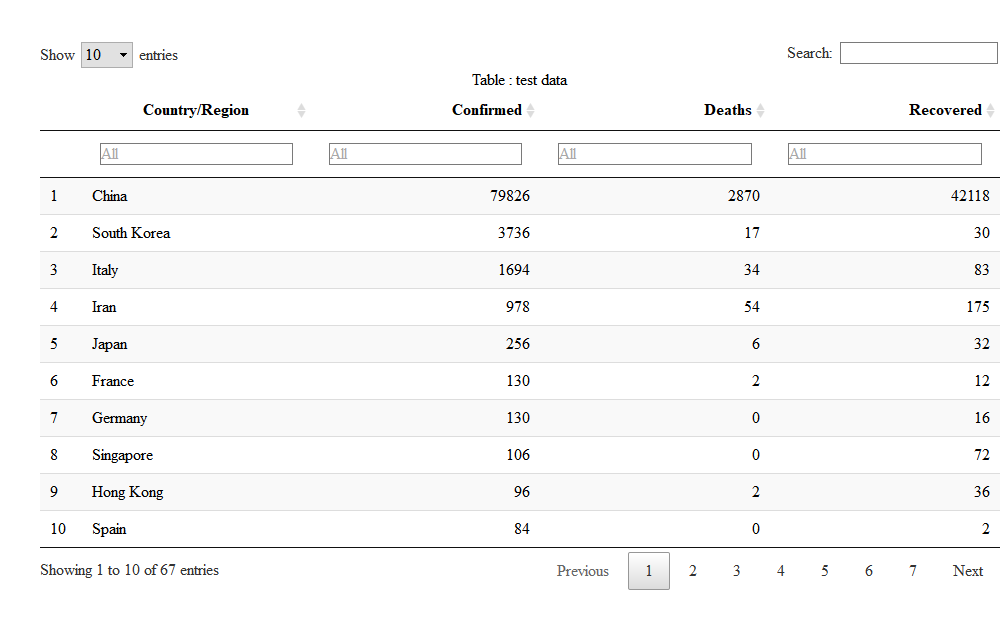 Show 10 entries Search:
Table : test data
Country/Region Confirmed Deaths Recovered
All All All All
1 China 79826 2870 42118
2 South Korea 3736 17 30
3 Italy 1694 34 83
4 Iran 978 54 175
5 Japan 256 6 32
6 France 130 2 12
7 Germany 130 0 16
8 Singapore 106 0 72
9 Hong Kong 96 2 36
10 Spain 84 0 2
Showing 1 to 10 of 67 entries Previous 1 2 3 4 5 6 7 Next